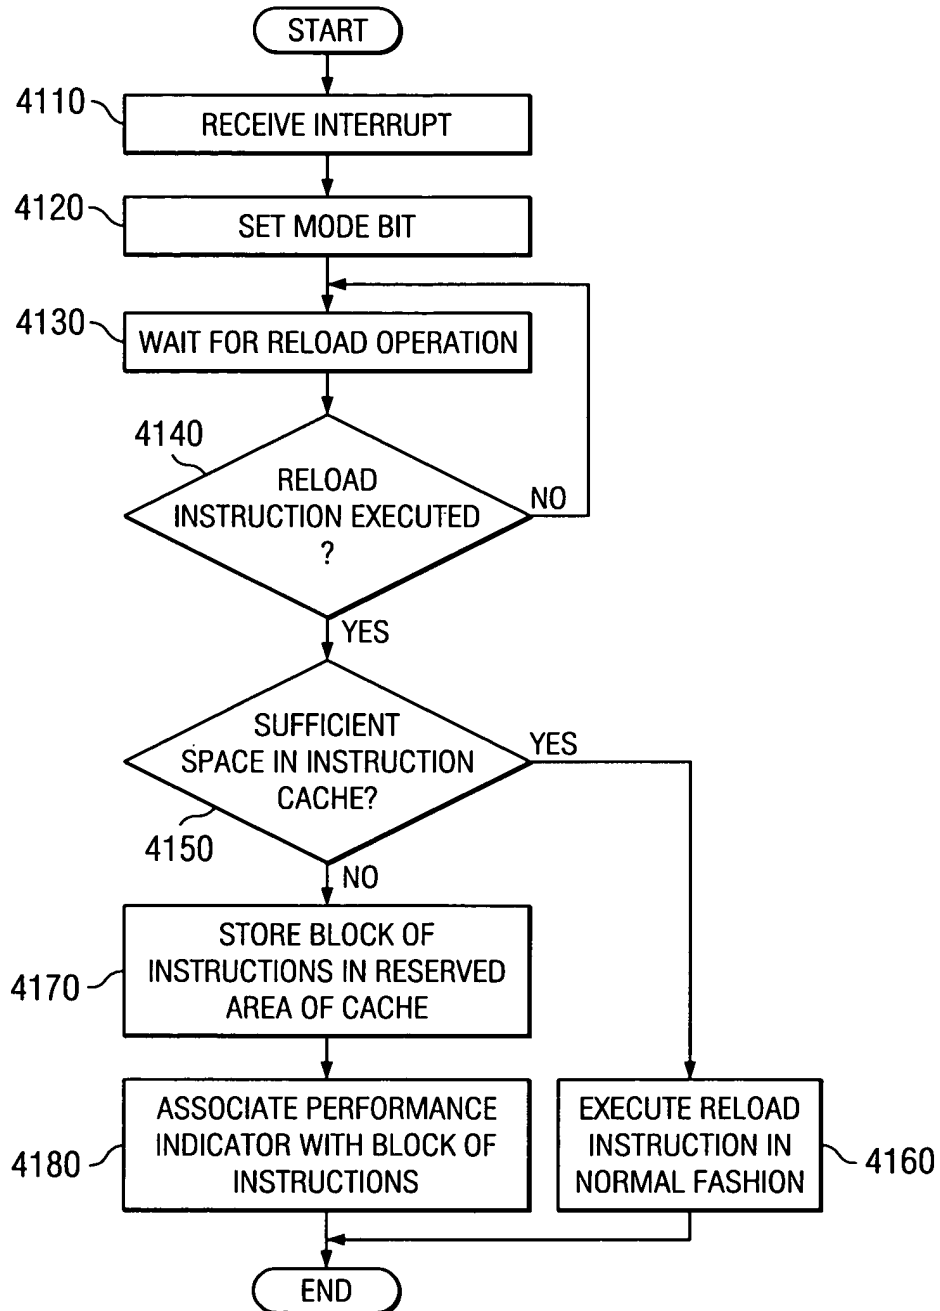 START
4110
RECEIVE INTERRUPT
4120
SET MODE BIT
4130
WAIT FOR RELOAD OPERATION
4140
RELOAD
INSTRUCTION EXECUTED
?
NO
YES
SUFFICIENT
SPACE IN INSTRUCTION
CACHE?
YES
4150
NO
STORE BLOCK OF
INSTRUCTIONS IN RESERVED
AREA OF CACHE
4170
ASSOCIATE PERFORMANCE
INDICATOR WITH BLOCK OF
INSTRUCTIONS
4180
EXECUTE RELOAD
INSTRUCTION IN
NORMAL FASHION
4160
END